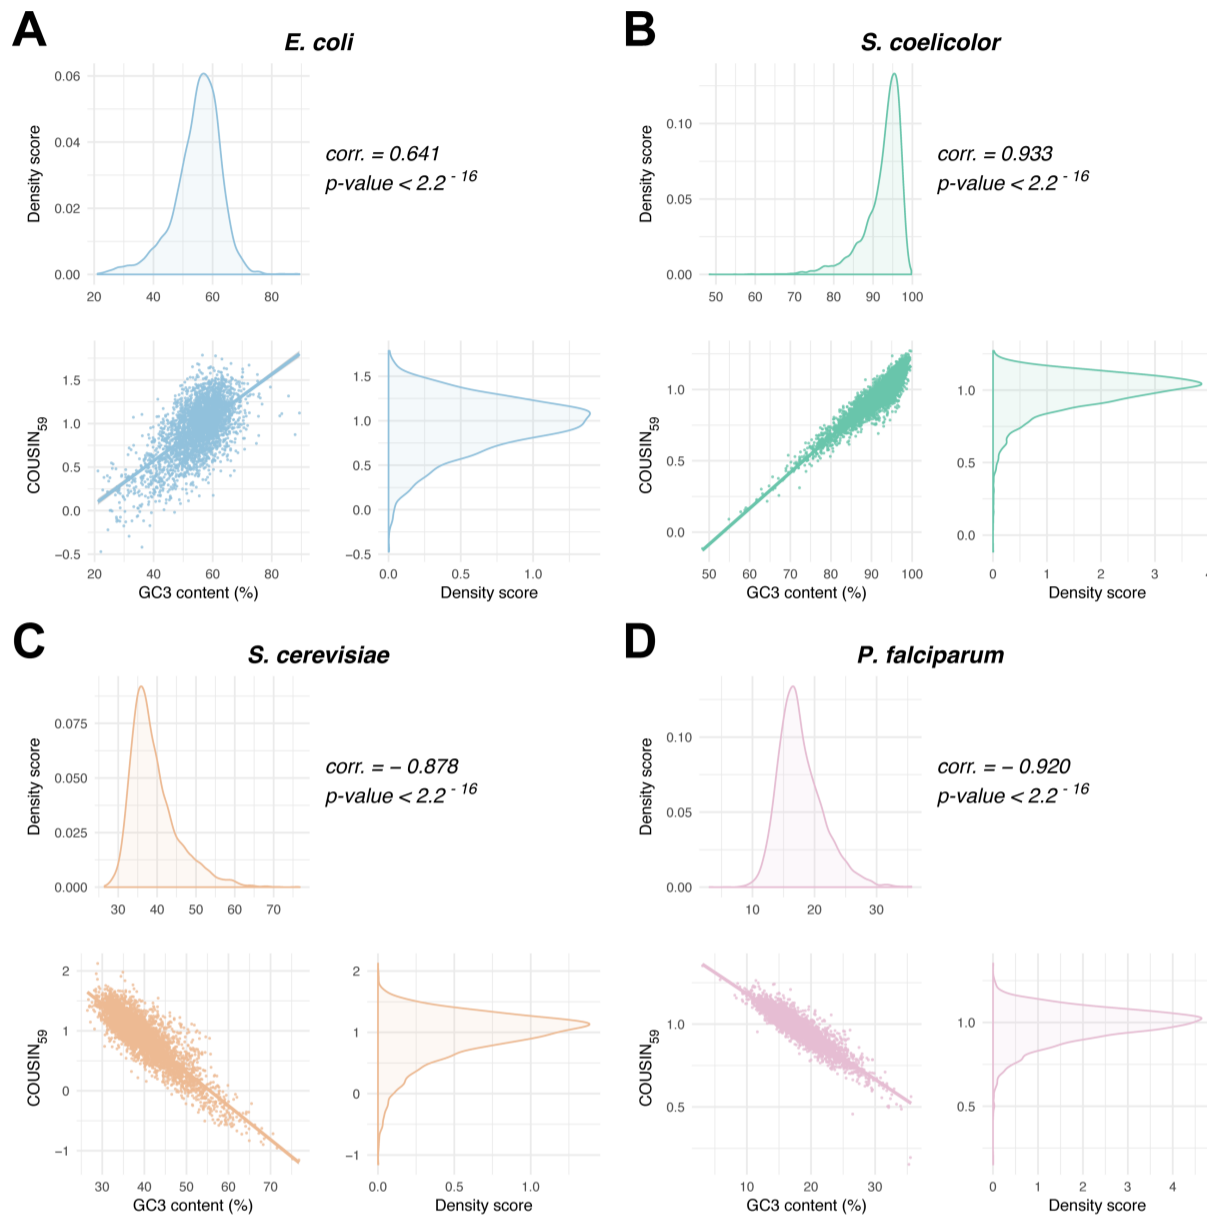 A
E. coli
0.06
0.04
0.02
0.00
Density score
20 40 60 80
corr. = 0.641
p-value < 2.2 - 16
1.5
1.0
0.5
0.0
−0.5
COUSIN59
20 40 60 80
GC3 content (%)
1.5
1.0
0.5
0.0
−0.5
0.0 0.5 1.0
Density score
B
S. coelicolor
0.10
0.05
0.00
Density score
50 60 70 80 90 100
corr. = 0.933
p-value < 2.2 - 16
1.0
0.5
0.0
COUSIN59
50 60 70 80 90 100
GC3 content (%)
1.0
0.5
0.0
0 1 2 3
Density score
C
S. cerevisiae
0.075
0.050
0.025
0.000
Density score
30 40 50 60 70
corr. = − 0.878
p-value < 2.2 - 16
2
1
0
−1
COUSIN59
30 40 50 60 70
GC3 content (%)
2
1
0
−1
0.0 0.5 1.0
Density score
D
P. falciparum
0.10
0.05
0.00
Density score
10 20 30
corr. = − 0.920
p-value < 2.2 - 16
1.0
0.5
COUSIN59
10 20 30
GC3 content (%)
1.0
0.5
0 1 2 3 4
Density score